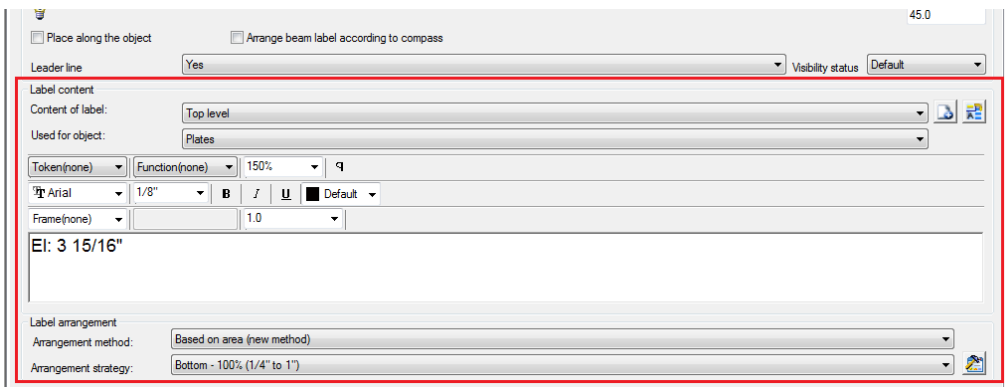 45.0
Place along the object Arrange beam label according to compass
Leader line Yes Visibility status Default
Label content
Content of label: Top level
Used for object: Plates
Token(none) Function(none) 150% ¶
Arial 1/8" B I U Default
Frame(none) 1.0
El: 3 15/16"
Label arrangement
Arrangement method: Based on area (new method)
Arrangement strategy: Bottom - 100% (1/4" to 1")